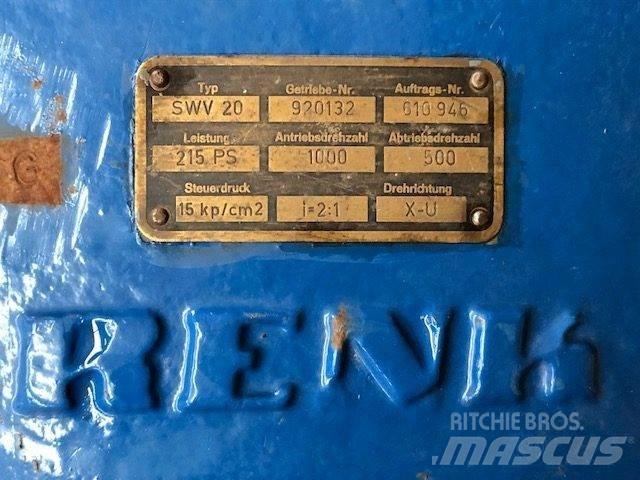 Typ Getriebe-Nr. Auftrags-Nr.
SWV 20 920132 610 946
Leistung Antriebsdrehzahl Abtriebsdrehzahl
215 PS 1000 500
Steuerdruck Drehrichtung
15 kp/cm2 i=2:1 X-U
G
RENK
RITCHIE BROS.
MASCUS